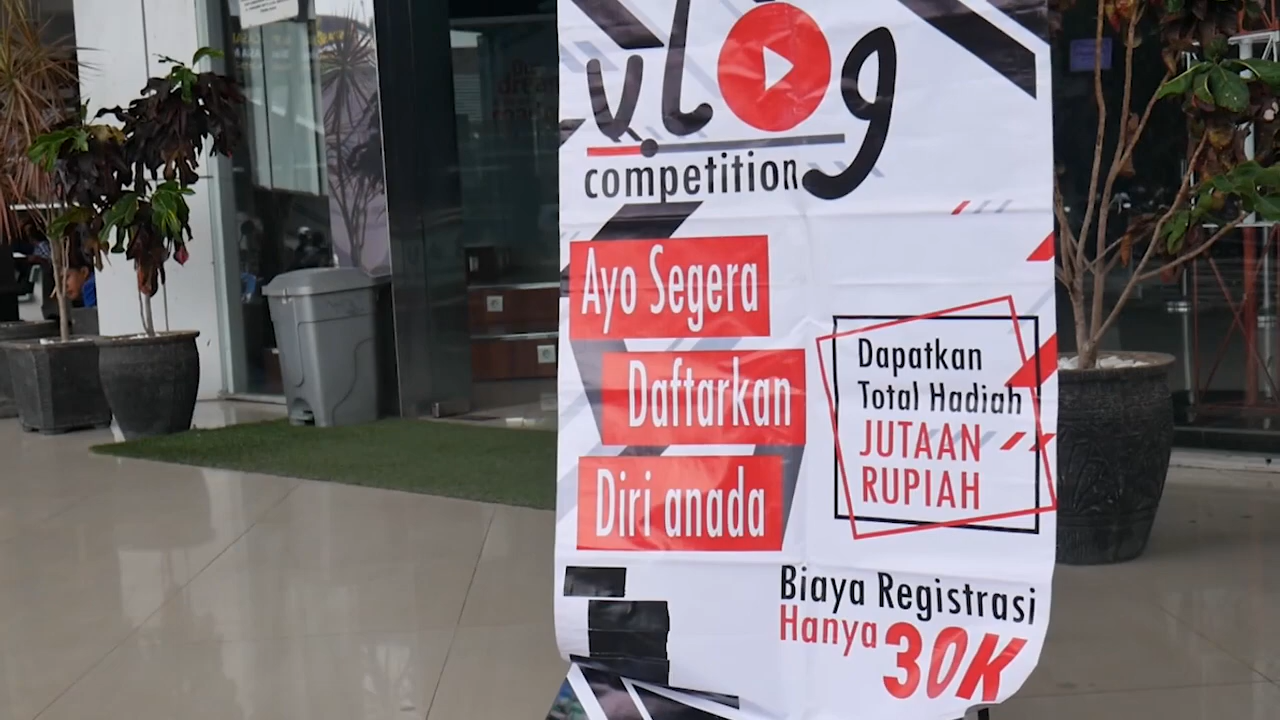 vlog
competition
Ayo Segera
Daftarkan
Diri anada
Dapatkan
Total Hadiah
JUTAAN
RUPIAH
Biaya Registrasi
Hanya 30K